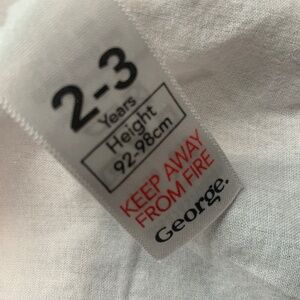 2-3
Years
Height
92-98cm
KEEP AWAY
FROM FIRE
George.